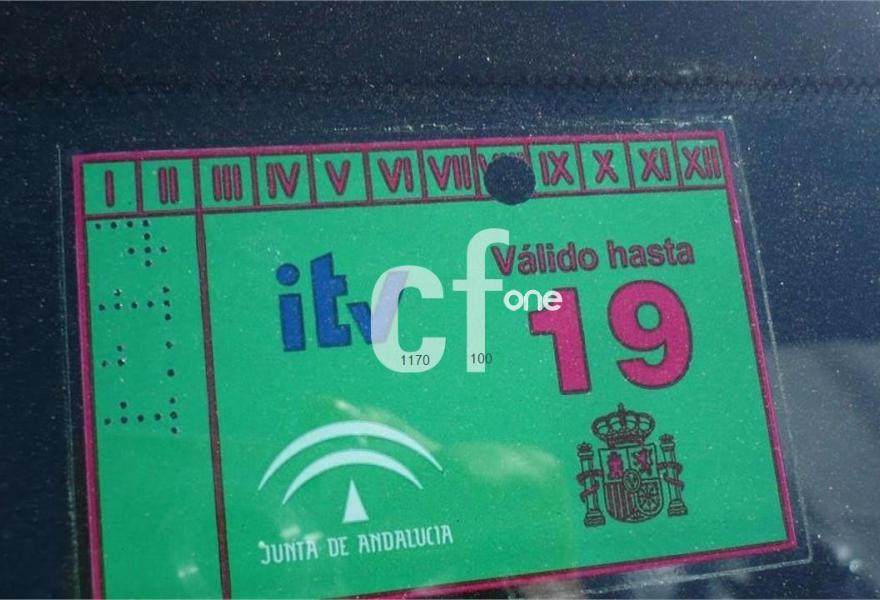 I II III IV V VI VII VIII IX X XI XII
itv
Válido hasta
19
cf one
1170 100
JUNTA DE ANDALUCIA